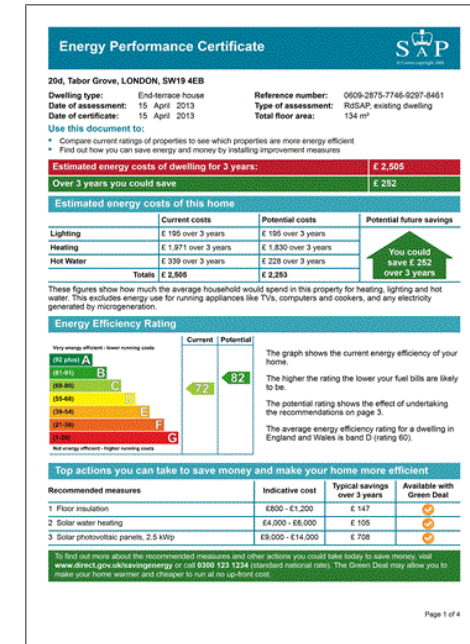 Energy Performance Certificate
SAP
20d, Tabor Grove, LONDON, SW19 4EB
Dwelling type: End-terrace house Reference number: 0609-2875-7746-9297-8461
Date of assessment: 15 April 2013 Type of assessment: RdSAP, existing dwelling
Date of certificate: 15 April 2013 Total floor area: 134 m²
Use this document to:
• Compare current ratings of properties to see which properties are more energy efficient
• Find out how you can save energy and money by installing improvement measures
Estimated energy costs of dwelling for 3 years: £ 2,505
Over 3 years you could save £ 252
Estimated energy costs of this home
Current costs Potential costs Potential future savings
Lighting £ 195 over 3 years £ 195 over 3 years
Heating £ 1,971 over 3 years £ 1,830 over 3 years
Hot Water £ 339 over 3 years £ 228 over 3 years
Totals £ 2,505 £ 2,253
You could
save £ 252
over 3 years
These figures show how much the average household would spend in this property for heating, lighting and hot
water. This excludes energy use for running appliances like TVs, computers and cookers, and any electricity
generated by microgeneration.
Energy Efficiency Rating
Current Potential
Very energy efficient - lower running costs
(92 plus) A
(81-91) B
(69-80) C
(55-68) D
(39-54) E
(21-38) F
(1-20) G
Not energy efficient - higher running costs
72
82
The graph shows the current energy efficiency of your
home.
The higher the rating the lower your fuel bills are likely
to be.
The potential rating shows the effect of undertaking
the recommendations on page 3.
The average energy efficiency rating for a dwelling in
England and Wales is band D (rating 60).
Top actions you can take to save money and make your home more efficient
Recommended measures Indicative cost Typical savings over 3 years Available with Green Deal
1 Floor insulation £800 - £1,200 £ 147
2 Solar water heating £4,000 - £6,000 £ 105
3 Solar photovoltaic panels, 2.5 kWp £9,000 - £14,000 £ 708
To find out more about the recommended measures and other actions you could take today to save money, visit
www.direct.gov.uk/savingenergy or call 0300 123 1234 (standard national rate). The Green Deal may allow you to
make your home warmer and cheaper to run at no up-front cost.
Page 1 of 4